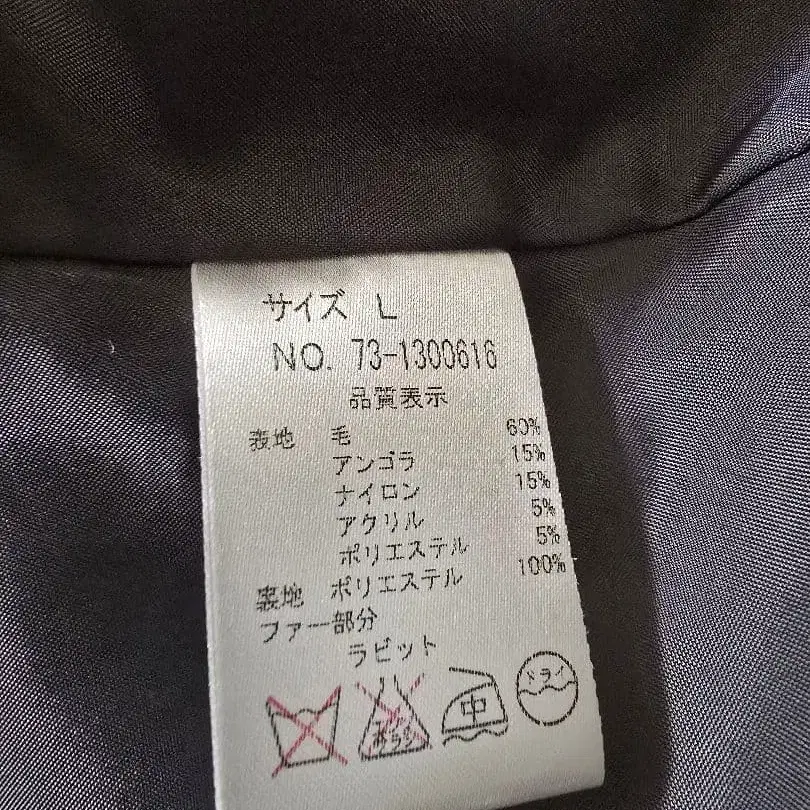 サイズ L
NO. 73-1300616
品質表示
表地 毛 60%
アンゴラ 15%
ナイロン 15%
アクリル 5%
ポリエステル 5%
裏地 ポリエステル 100%
ファー部分
ラビット
エンソ サラシ 中 ドライ